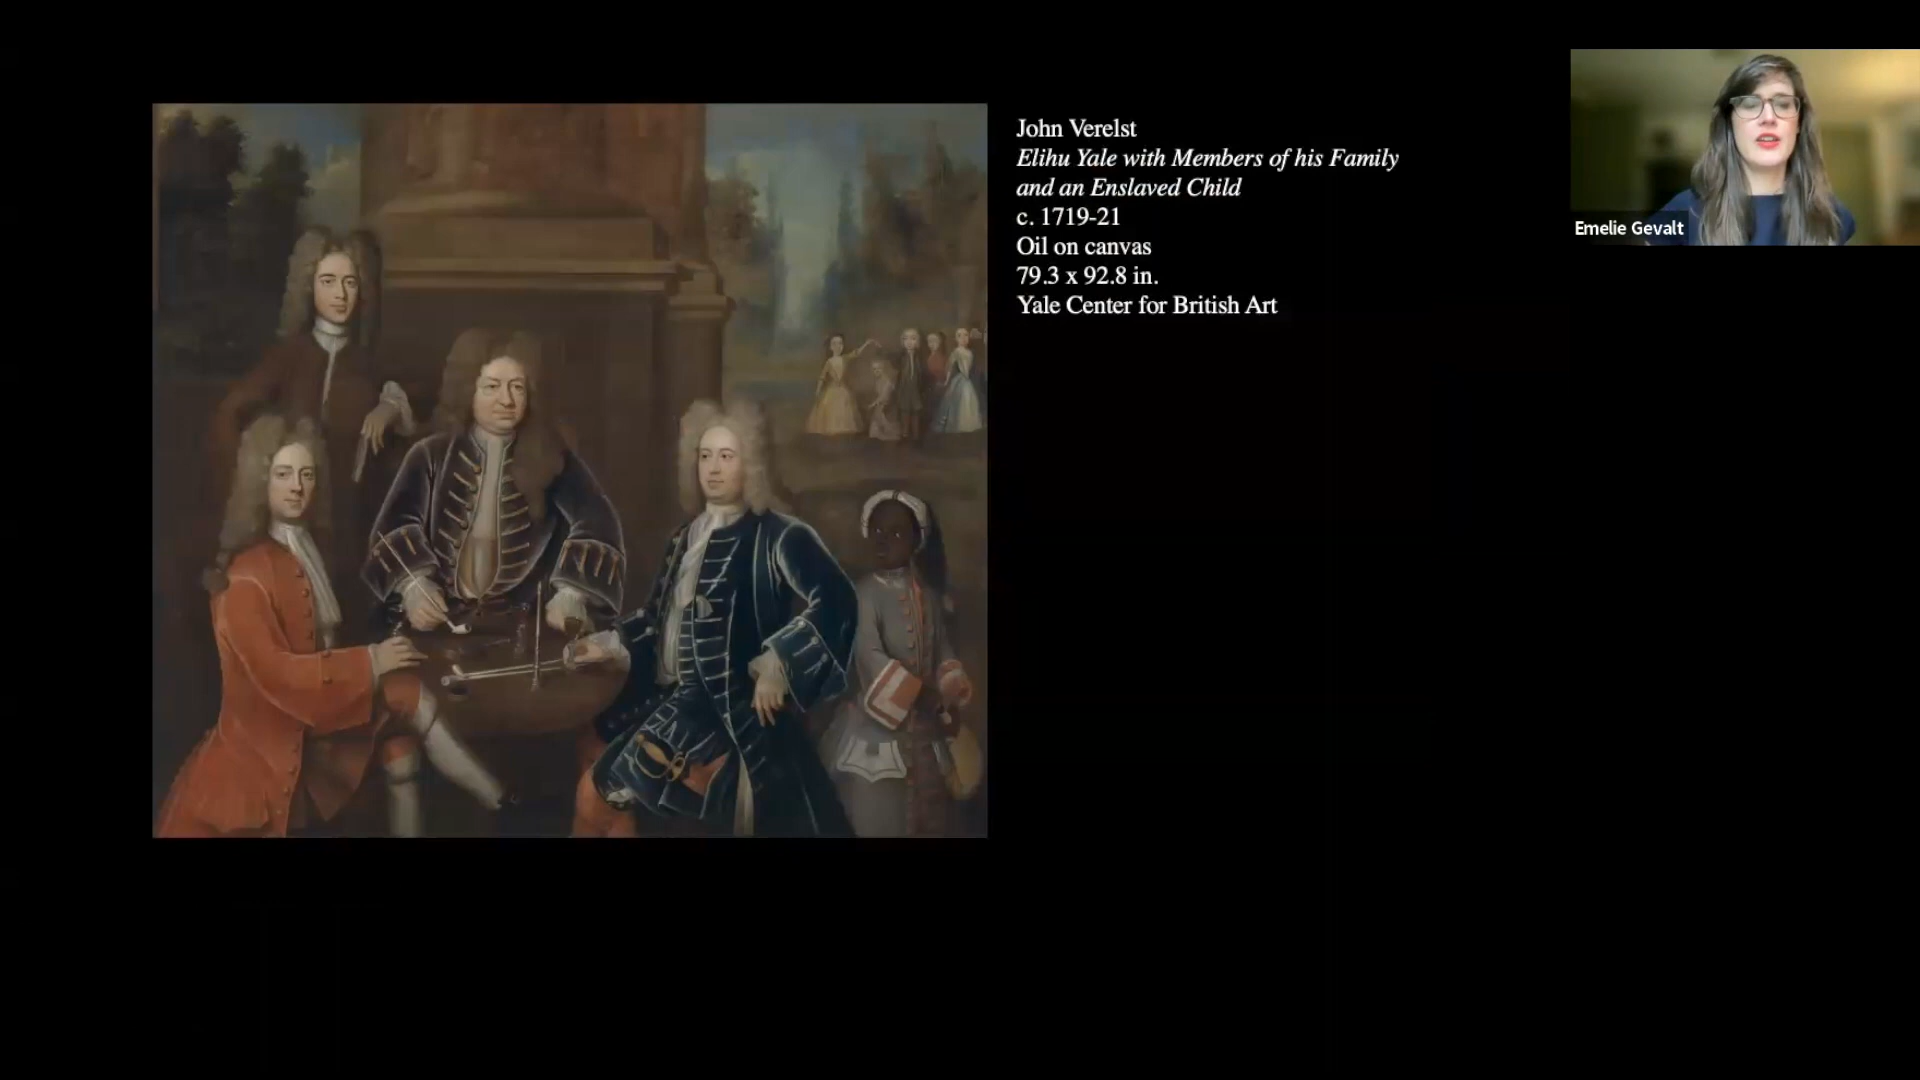 John Verelst
Elihu Yale with Members of his Family
and an Enslaved Child
c. 1719-21
Oil on canvas
79.3 x 92.8 in.
Yale Center for British Art
Emelie Gevalt